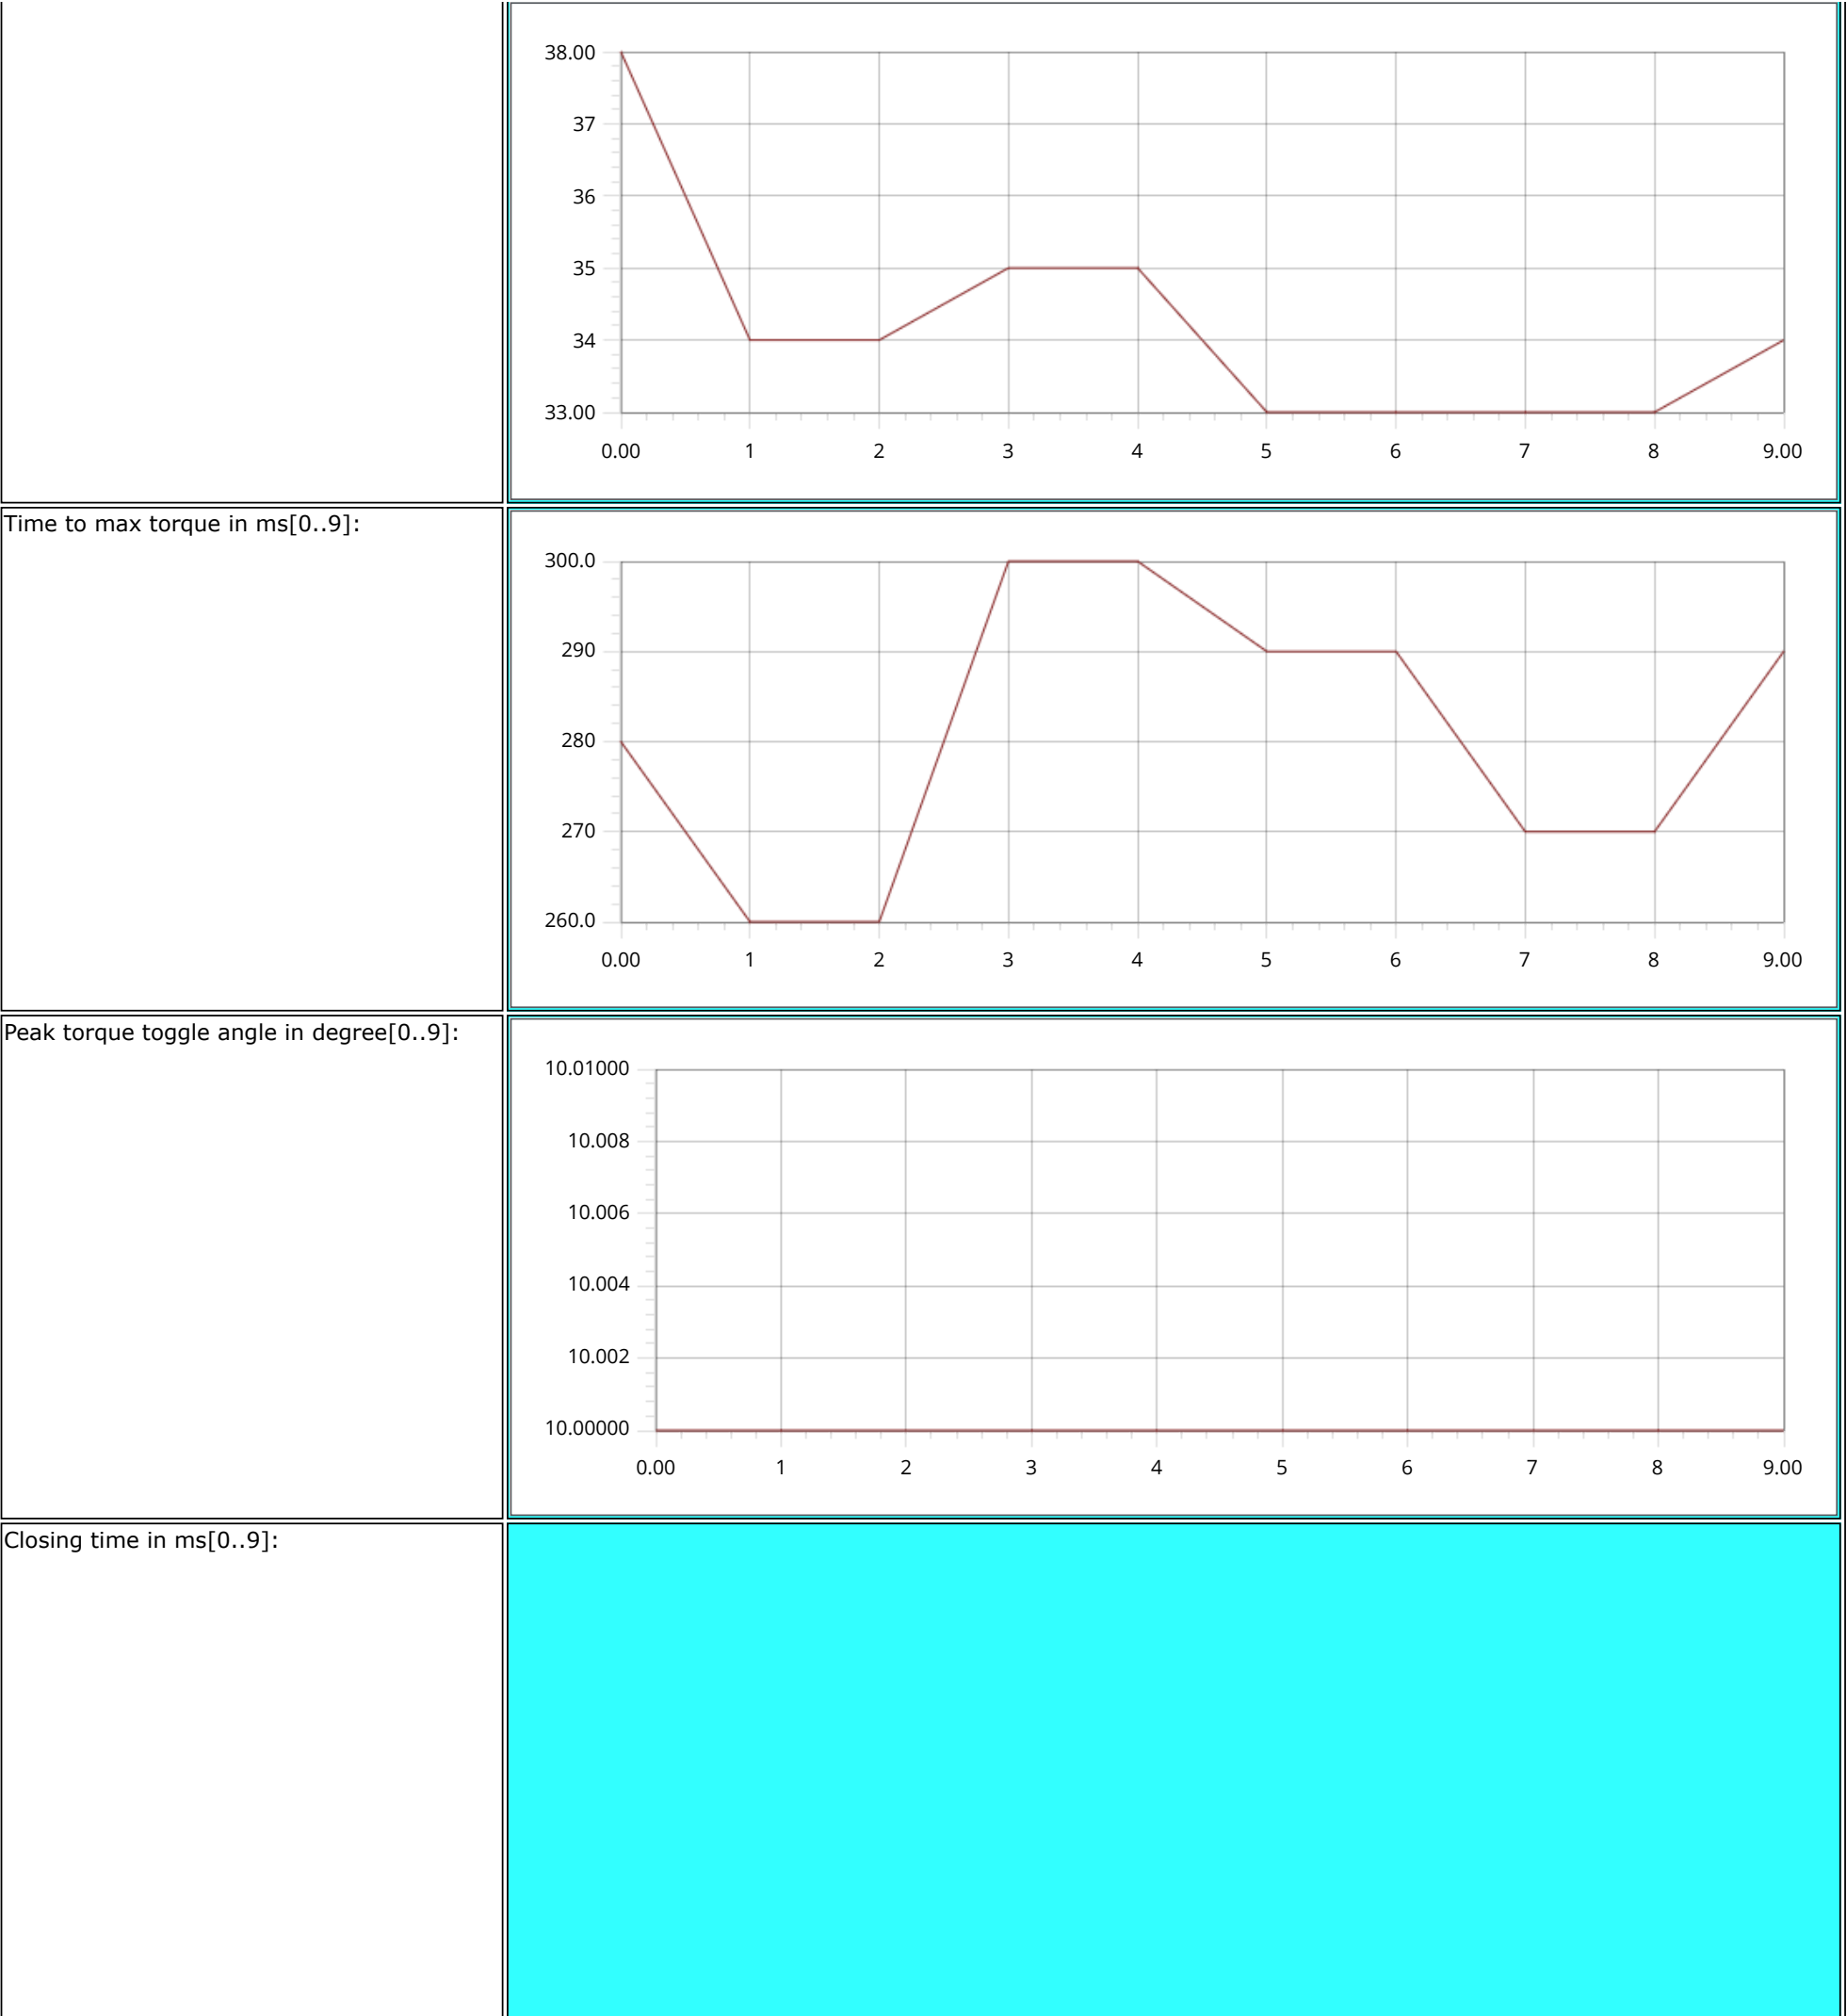 38.00
37
36
35
34
33.00
0.00 1 2 3 4 5 6 7 8 9.00
Time to max torque in ms[0..9]:
300.0
290
280
270
260.0
0.00 1 2 3 4 5 6 7 8 9.00
Peak torque toggle angle in degree[0..9]:
10.01000
10.008
10.006
10.004
10.002
10.00000
0.00 1 2 3 4 5 6 7 8 9.00
Closing time in ms[0..9]: